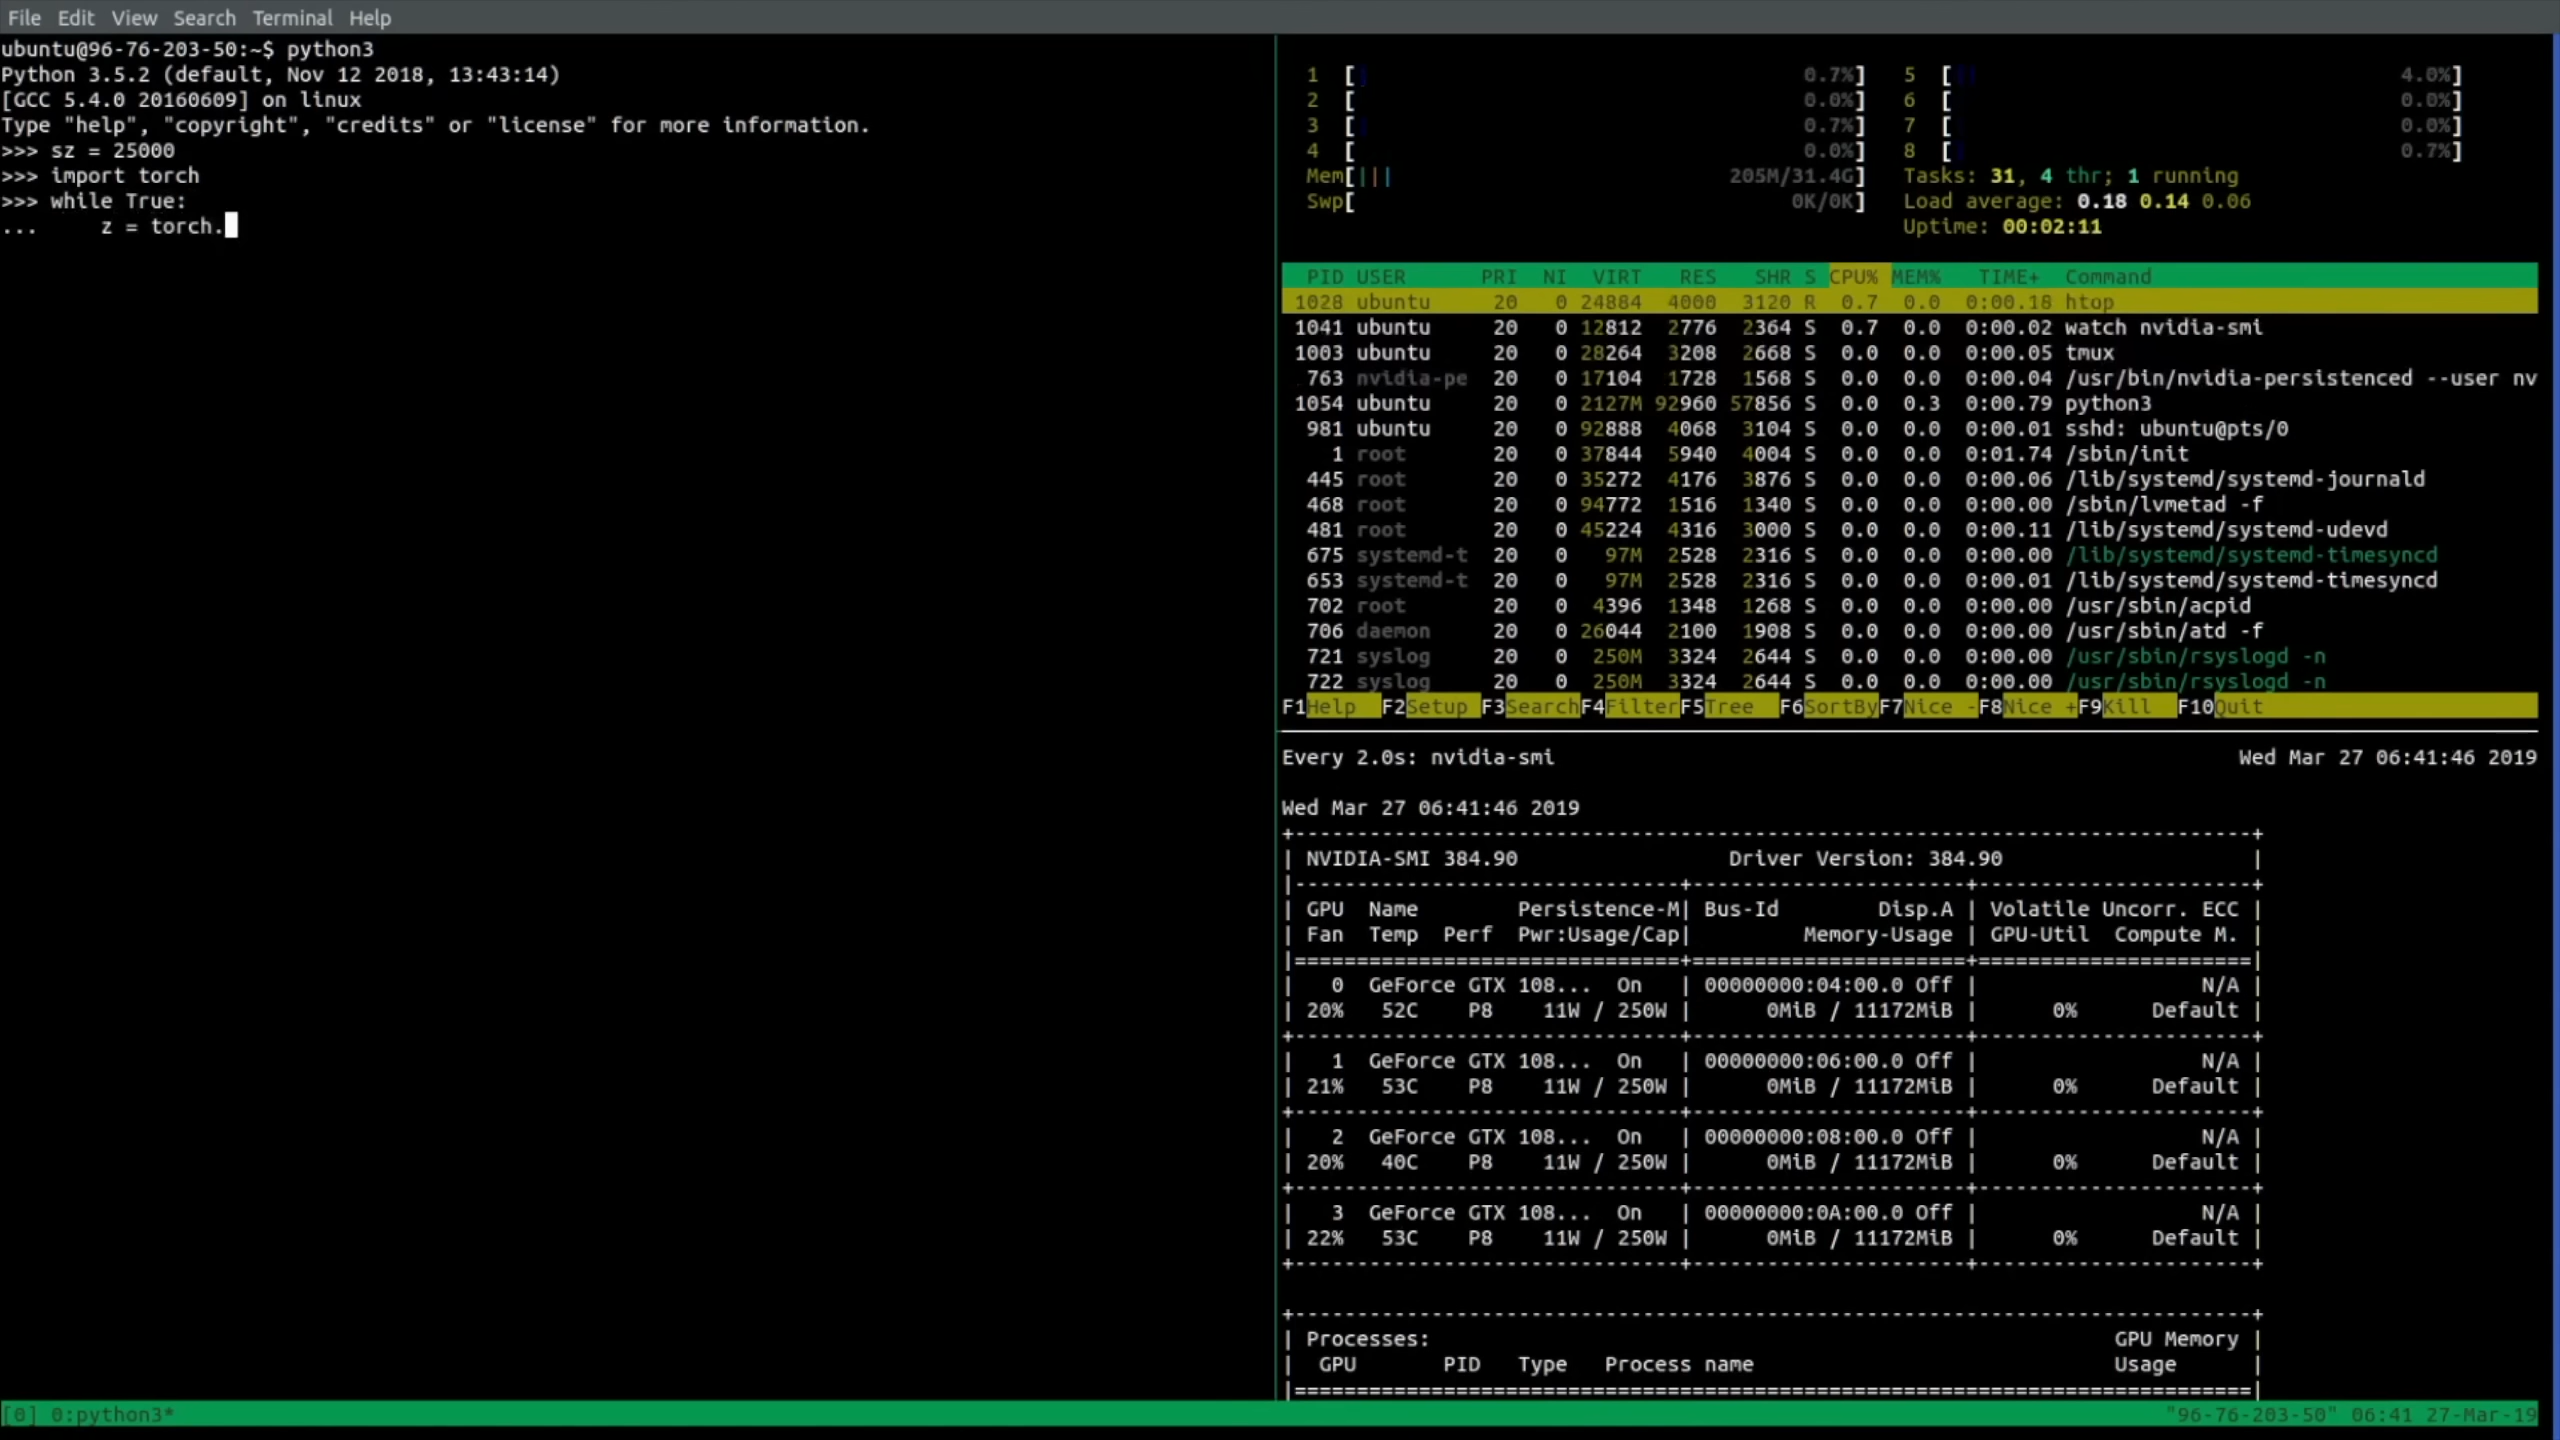 File Edit View Search Terminal Help
ubuntu@96-76-203-50:~$ python3
Python 3.5.2 (default, Nov 12 2018, 13:43:14)
[GCC 5.4.0 20160609] on linux
Type "help", "copyright", "credits" or "license" for more information.
>>> sz = 25000
>>> import torch
>>> while True:
...     z = torch.
1 [| 0.7%] 5 [|| 4.0%]
2 [ 0.0%] 6 [ 0.0%]
3 [| 0.7%] 7 [ 0.0%]
4 [ 0.0%] 8 [| 0.7%]
Mem[||| 205M/31.4G] Tasks: 31, 4 thr; 1 running
Swp[ 0K/0K] Load average: 0.18 0.14 0.06
Uptime: 00:02:11
PID USER PRI NI VIRT RES SHR S CPU% MEM% TIME+ Command
1028 ubuntu 20 0 24884 4000 3120 R 0.7 0.0 0:00.18 htop
1041 ubuntu 20 0 12812 2776 2364 S 0.7 0.0 0:00.02 watch nvidia-smi
1003 ubuntu 20 0 28264 3208 2668 S 0.0 0.0 0:00.05 tmux
763 nvidia-pe 20 0 17104 1728 1568 S 0.0 0.0 0:00.04 /usr/bin/nvidia-persistenced --user nv
1054 ubuntu 20 0 2127M 92960 57856 S 0.0 0.3 0:00.79 python3
981 ubuntu 20 0 92888 4068 3104 S 0.0 0.0 0:00.01 sshd: ubuntu@pts/0
1 root 20 0 37844 5940 4004 S 0.0 0.0 0:01.74 /sbin/init
445 root 20 0 35272 4176 3876 S 0.0 0.0 0:00.06 /lib/systemd/systemd-journald
468 root 20 0 94772 1516 1340 S 0.0 0.0 0:00.00 /sbin/lvmetad -f
481 root 20 0 45224 4316 3000 S 0.0 0.0 0:00.11 /lib/systemd/systemd-udevd
675 systemd-t 20 0 97M 2528 2316 S 0.0 0.0 0:00.00 /lib/systemd/systemd-timesyncd
653 systemd-t 20 0 97M 2528 2316 S 0.0 0.0 0:00.01 /lib/systemd/systemd-timesyncd
702 root 20 0 4396 1348 1268 S 0.0 0.0 0:00.00 /usr/sbin/acpid
706 daemon 20 0 26044 2100 1908 S 0.0 0.0 0:00.00 /usr/sbin/atd -f
721 syslog 20 0 250M 3324 2644 S 0.0 0.0 0:00.00 /usr/sbin/rsyslogd -n
722 syslog 20 0 250M 3324 2644 S 0.0 0.0 0:00.00 /usr/sbin/rsyslogd -n
F1Help F2Setup F3SearchF4FilterF5Tree F6SortByF7Nice -F8Nice +F9Kill F10Quit
Every 2.0s: nvidia-smi Wed Mar 27 06:41:46 2019
Wed Mar 27 06:41:46 2019
+-----------------------------------------------------------------------------+
| NVIDIA-SMI 384.90                 Driver Version: 384.90                    |
|-------------------------------+----------------------+----------------------+
| GPU  Name        Persistence-M| Bus-Id        Disp.A | Volatile Uncorr. ECC |
| Fan  Temp  Perf  Pwr:Usage/Cap|         Memory-Usage | GPU-Util  Compute M. |
|===============================+======================+======================|
|   0  GeForce GTX 108...  On   | 00000000:04:00.0 Off |                  N/A |
| 20%   52C    P8    11W / 250W |      0MiB / 11172MiB |      0%      Default |
+-------------------------------+----------------------+----------------------+
|   1  GeForce GTX 108...  On   | 00000000:06:00.0 Off |                  N/A |
| 21%   53C    P8    11W / 250W |      0MiB / 11172MiB |      0%      Default |
+-------------------------------+----------------------+----------------------+
|   2  GeForce GTX 108...  On   | 00000000:08:00.0 Off |                  N/A |
| 20%   40C    P8    11W / 250W |      0MiB / 11172MiB |      0%      Default |
+-------------------------------+----------------------+----------------------+
|   3  GeForce GTX 108...  On   | 00000000:0A:00.0 Off |                  N/A |
| 22%   53C    P8    11W / 250W |      0MiB / 11172MiB |      0%      Default |
+-------------------------------+----------------------+----------------------+
+-----------------------------------------------------------------------------+
| Processes:                                                       GPU Memory |
|  GPU       PID   Type   Process name                             Usage      |
|=============================================================================|
[0] 0:python3* "96-76-203-50" 06:41 27-Mar-19